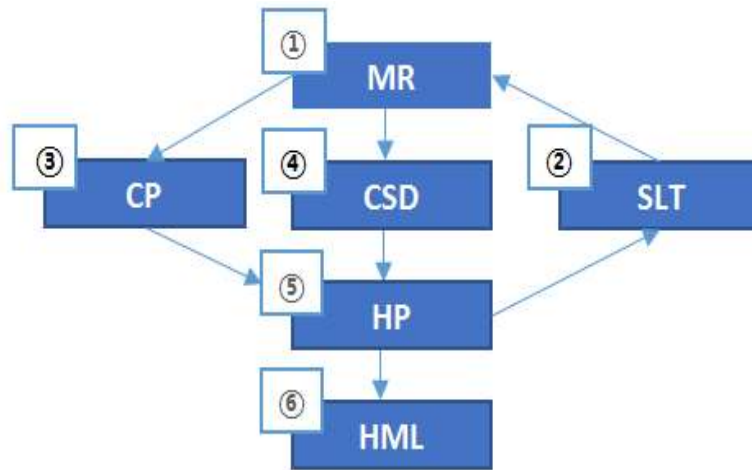 ①
MR
③
CP
④
CSD
②
SLT
⑤
HP
⑥
HML